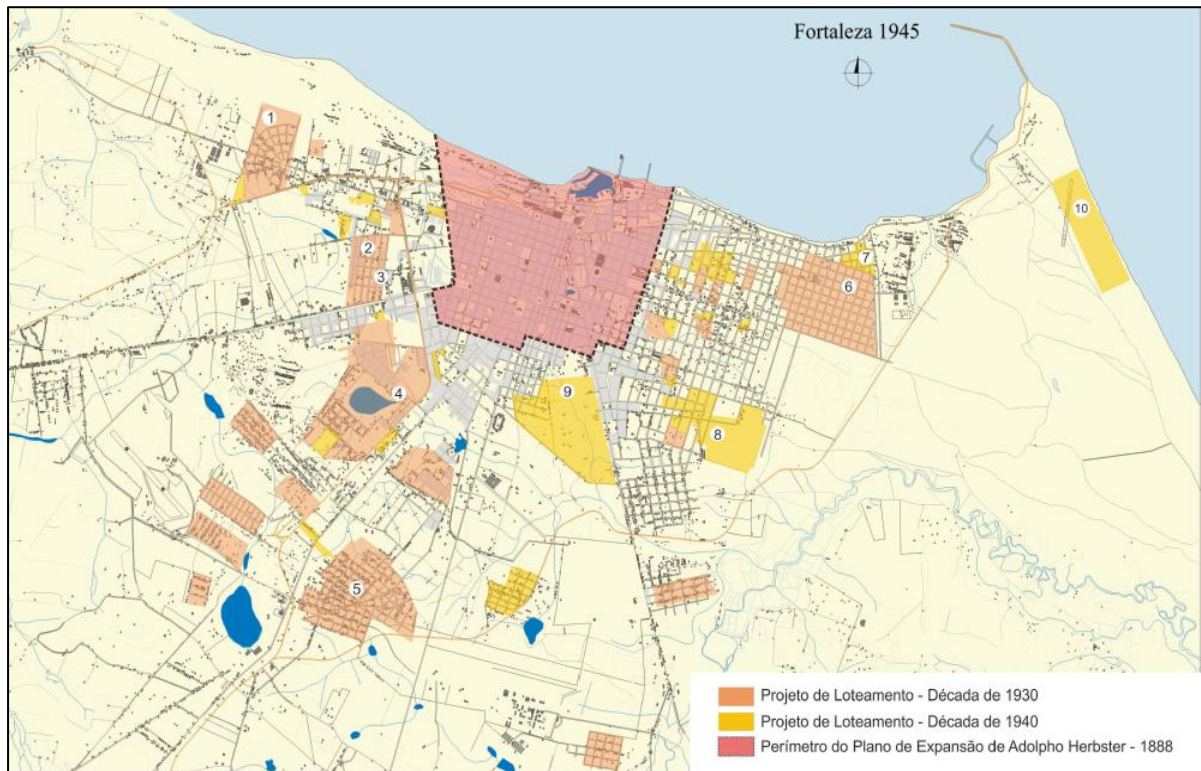 Fortaleza 1945
1
10
2
7
3
6
4
9
8
5
Projeto de Loteamento - Década de 1930
Projeto de Loteamento - Década de 1940
Perímetro do Plano de Expansão de Adolpho Herbster - 1888